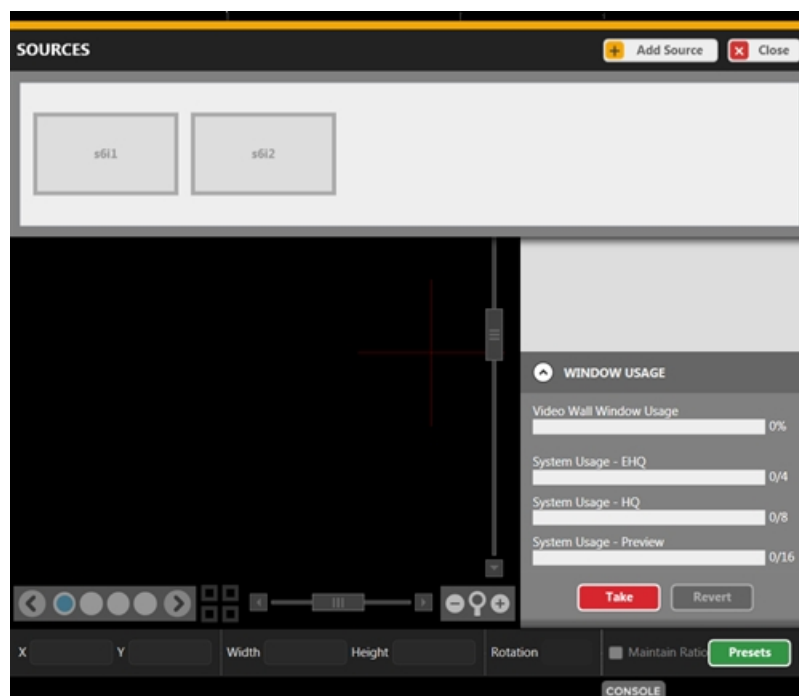 SOURCES
Add Source
Close
s6i1
s6i2
WINDOW USAGE
Video Wall Window Usage
0%
System Usage - EHQ
0/4
System Usage - HQ
0/8
System Usage - Preview
0/16
Take
Revert
X
Y
Width
Height
Rotation
Maintain Ratio
Presets
CONSOLE